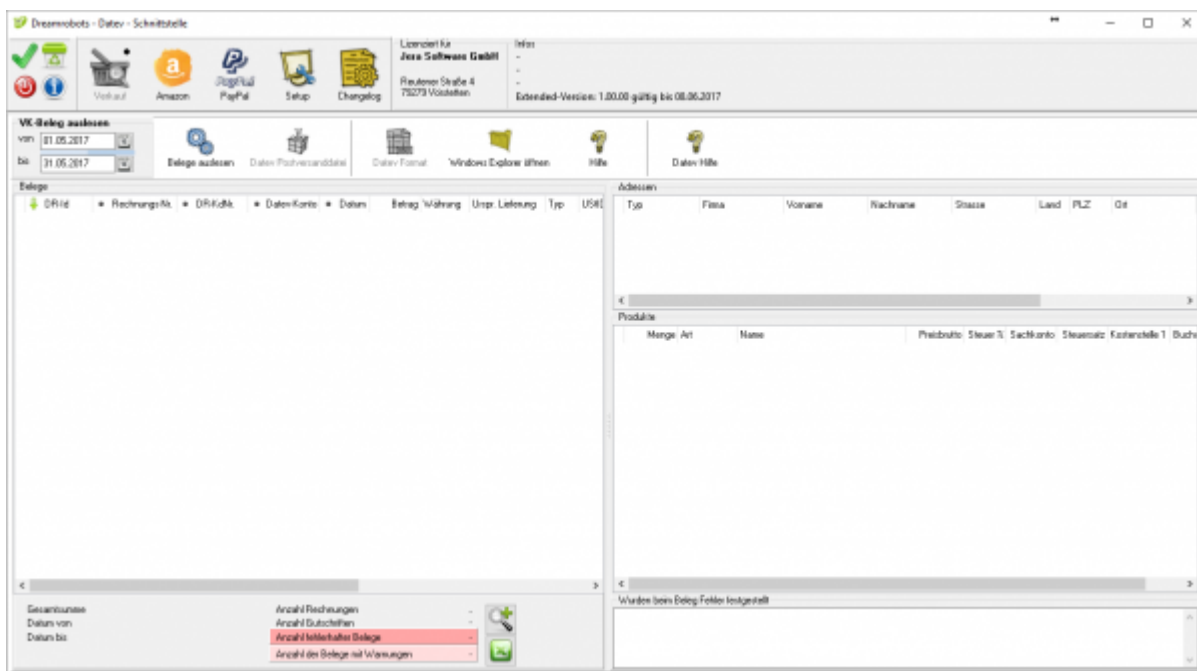 Dreamrobots - Datev - Schnittstelle
Verkauf
Amazon
PayPal
PayPal
Setup
Changelog
Lizenziert für
Jera Software GmbH
Reutener Straße 4
79279 Vörstetten
Infos
-
-
-
Extended-Version: 1.00.00 gültig bis 08.06.2017
VK-Beleg auslesen
von 01.05.2017
bis 31.05.2017
Belege auslesen
Datev Postversanddatei
Datev Format
Windows Explorer öffnen
Hilfe
Datev Hilfe
Belege
DR-Id
Rechnungs-Nr.
DR-KdNr.
Datev-Konto
Datum
Betrag
Währung
Urspr. Lieferung
Typ
Adressen
Typ
Firma
Vorname
Nachname
Strasse
Land
PLZ
Ort
Produkte
Menge
Art
Name
Preisbrutto
Steuer %
Sachkonto
Steuersatz
Kostenstelle 1
Gesamtsumme
Datum von
Datum bis
Anzahl Rechnungen -
Anzahl Gutschriften -
Anzahl fehlerhafter Belege -
Anzahl der Belege mit Warnungen -
Wurden beim Beleg Fehler festgestellt